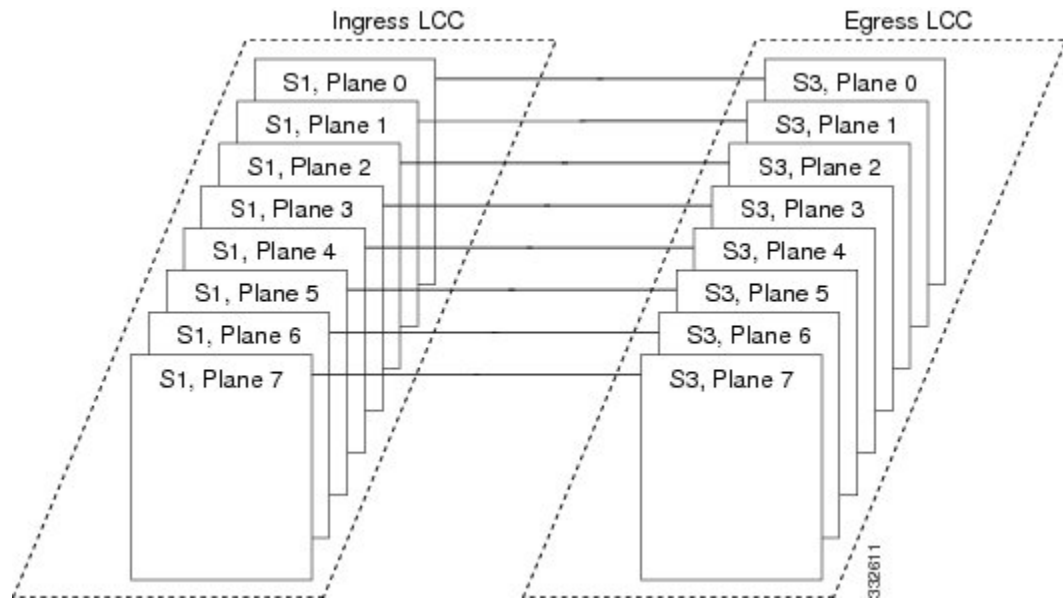 Ingress LCC
Egress LCC
S1, Plane 0
S3, Plane 0
S1, Plane 1
S3, Plane 1
S1, Plane 2
S3, Plane 2
S1, Plane 3
S3, Plane 3
S1, Plane 4
S3, Plane 4
S1, Plane 5
S3, Plane 5
S1, Plane 6
S3, Plane 6
S1, Plane 7
S3, Plane 7
332611